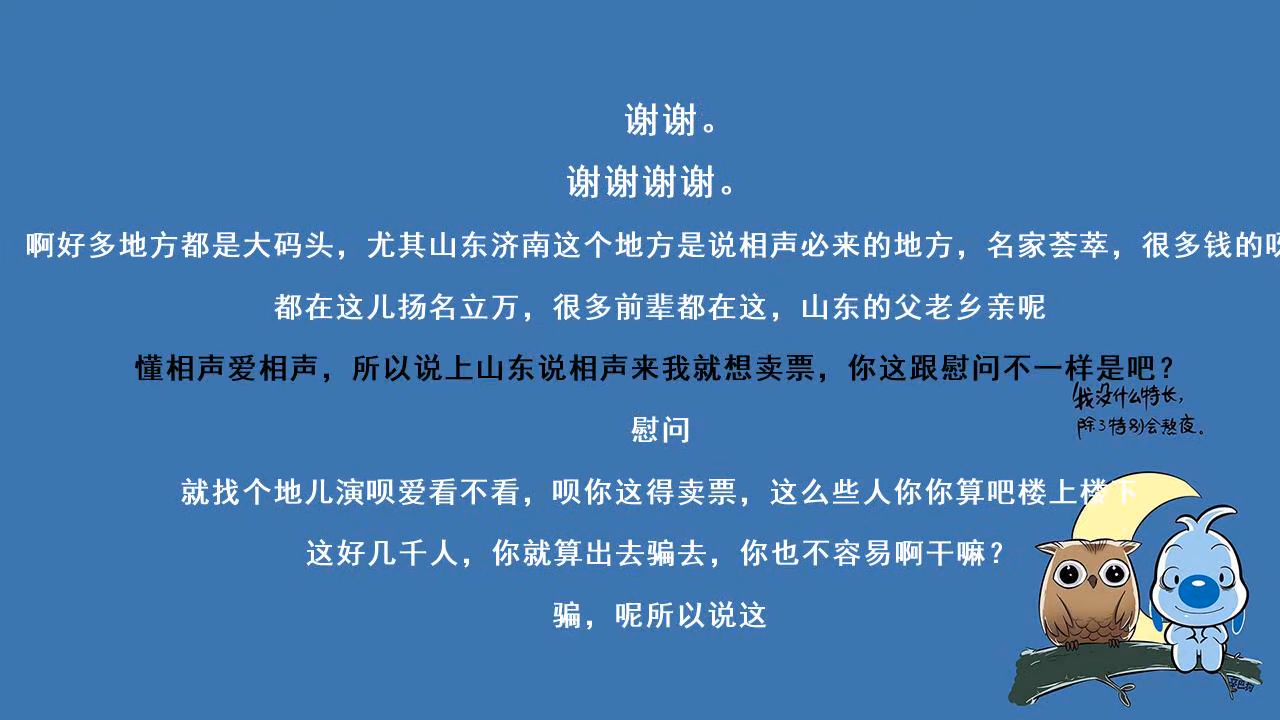 谢谢。
谢谢谢谢。
啊好多地方都是大码头，尤其山东济南这个地方是说相声必来的地方，名家荟萃，很多钱的呀
都在这儿扬名立万，很多前辈都在这，山东的父老乡亲呢
懂相声爱相声，所以说上山东说相声来我就想卖票，你这跟慰问不一样是吧？
我没什么特长，
除了特别会熬夜。
慰问
就找个地儿演呗爱看不看，呗你这得卖票，这么些人你你算吧楼上楼下
这好几千人，你就算出去骗去，你也不容易啊干嘛？
骗，呢所以说这